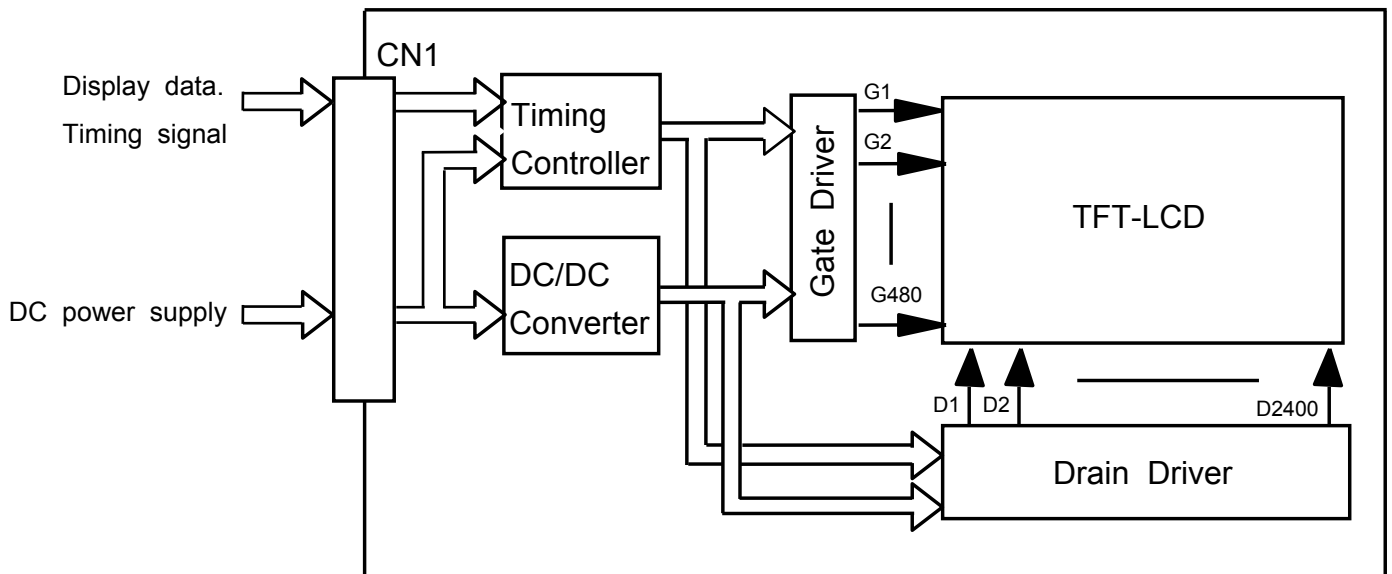 CN1
Display data.
Timing signal
DC power supply
Timing
Controller
DC/DC
Converter
Gate Driver
G1
G2
G480
TFT-LCD
D1
D2
D2400
Drain Driver